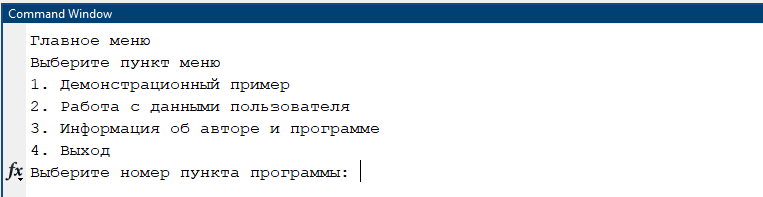 Command Window
Главное меню
Выберите пункт меню
1. Демонстрационный пример
2. Работа с данными пользователя
3. Информация об авторе и программе
4. Выход
fx Выберите номер пункта программы: